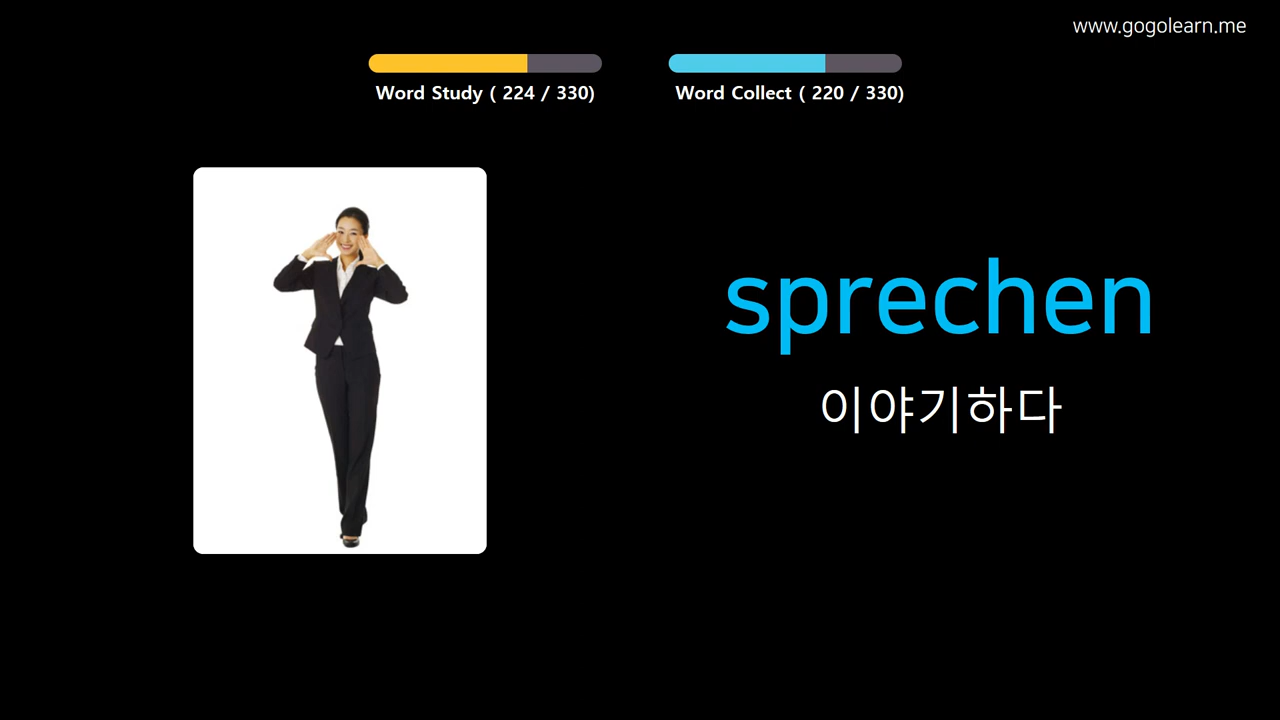 www.gogolearn.me
Word Study ( 224 / 330)
Word Collect ( 220 / 330)
sprechen
이야기하다